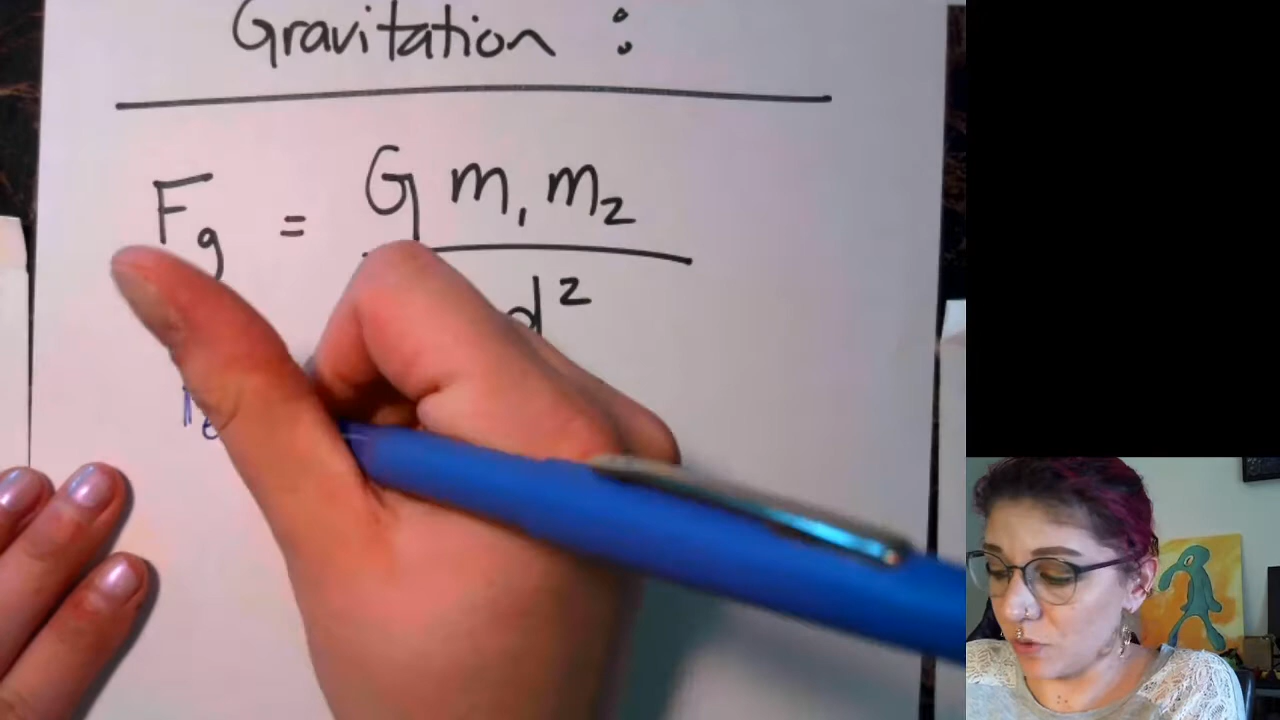 Gravitation :
Fg = G m1 m2
d²